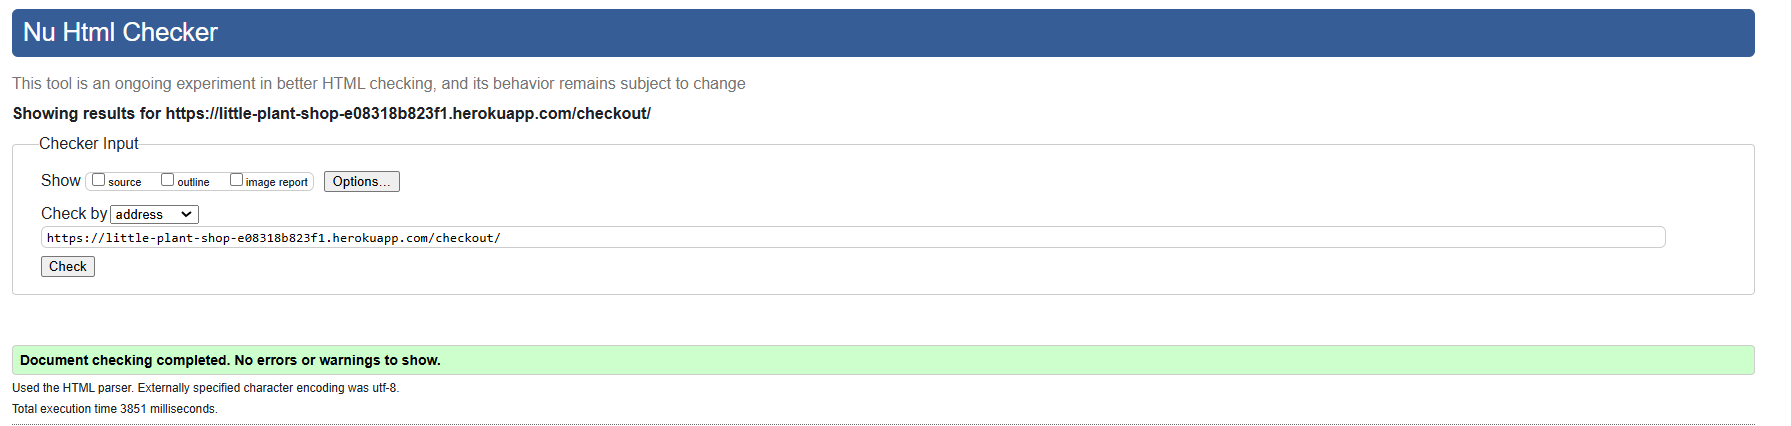 Nu Html Checker
This tool is an ongoing experiment in better HTML checking, and its behavior remains subject to change
Showing results for https://little-plant-shop-e08318b823f1.herokuapp.com/checkout/
Checker Input
Show source outline image report Options...
Check by address
https://little-plant-shop-e08318b823f1.herokuapp.com/checkout/
Check
Document checking completed. No errors or warnings to show.
Used the HTML parser. Externally specified character encoding was utf-8.
Total execution time 3851 milliseconds.